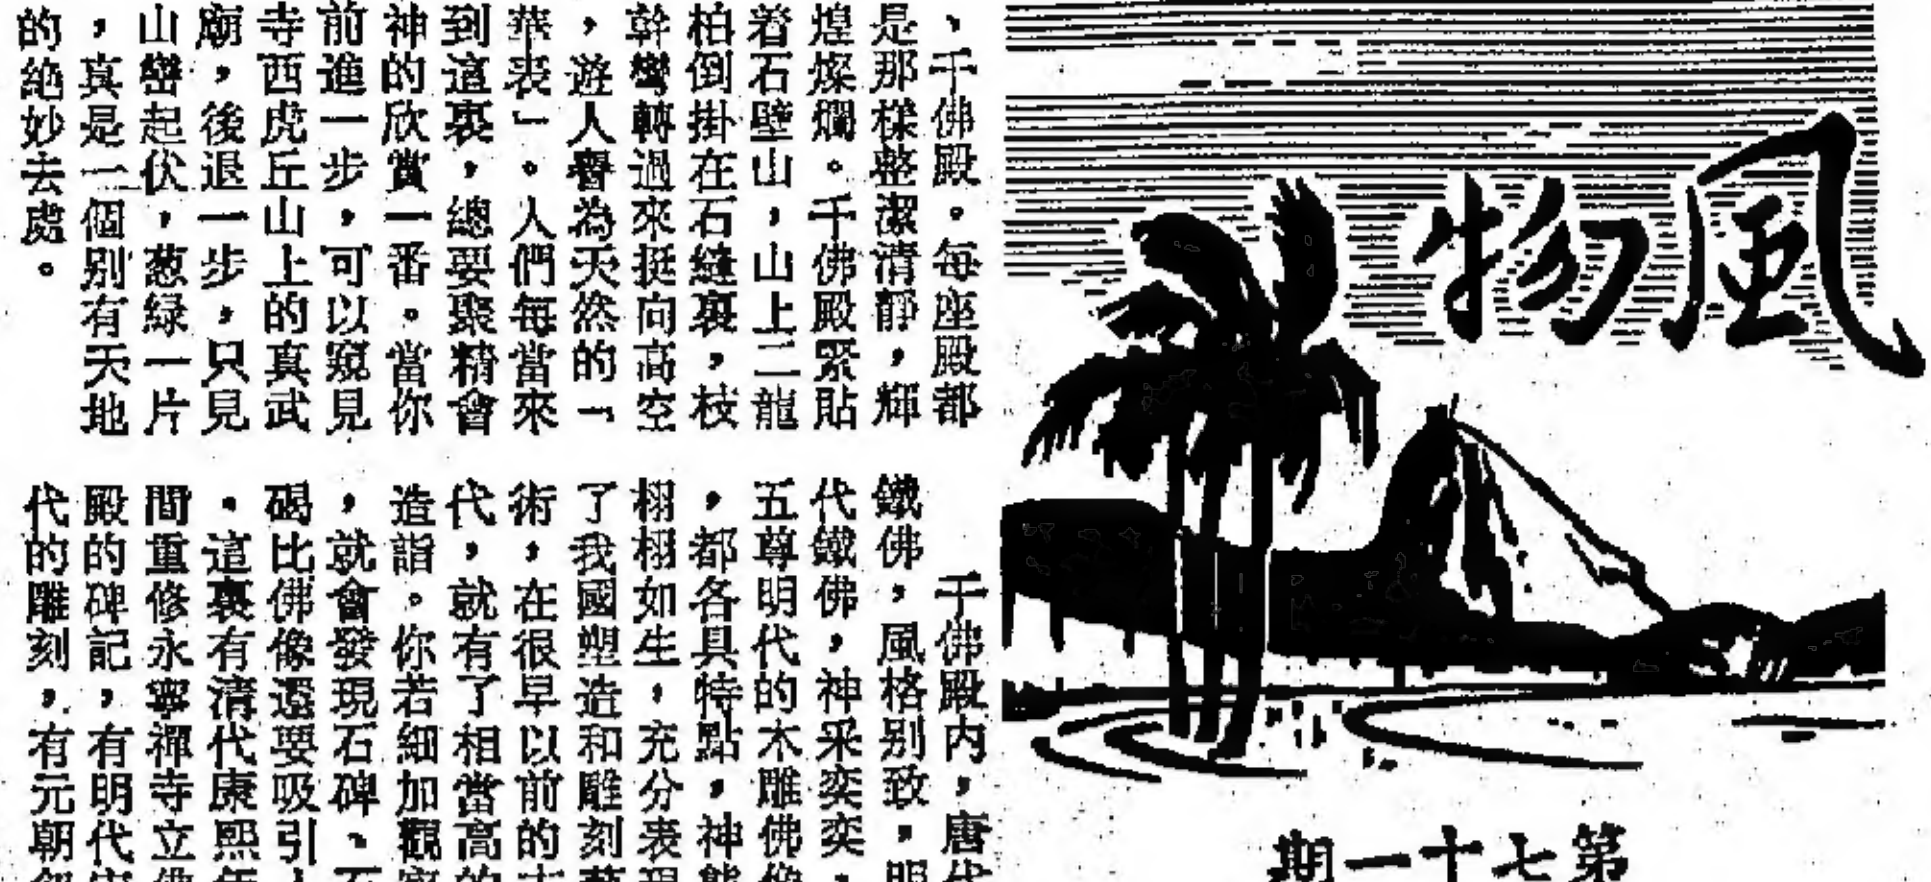 風物
第七十一期
、千佛殿。每座殿都
是那樣整潔清靜，輝
煌燦爛。千佛殿緊貼
着石壁山，山上二龍
柏倒掛在石縫裏，枝
幹彎轉過來挺向高空
，遊人譽為天然的「
華表」。人們每當來
到這裏，總要聚精會
神的欣賞一番。當你
前進一步，可以窺見
寺西虎丘山上的真武
廟，後退一步，只見
山巒起伏，葱綠一片
，真是一個别有天地
的絶妙去處。
千佛殿內，唐代
鐵佛，風格别致，明
代鐵佛，神采奕奕，
五尊明代的木雕佛像
，都各具特點，神態
栩栩如生，充分表現
了我國塑造和雕刻藝
術，在很早以前的
代，就有了相當高的
造詣。你若細加觀察
，就會發現石碑、石
碣比佛像還要吸引人
。這裏有清代康熙年
間重修永寧禪寺立佛
殿的碑記，有明代
代的雕刻，有元朝